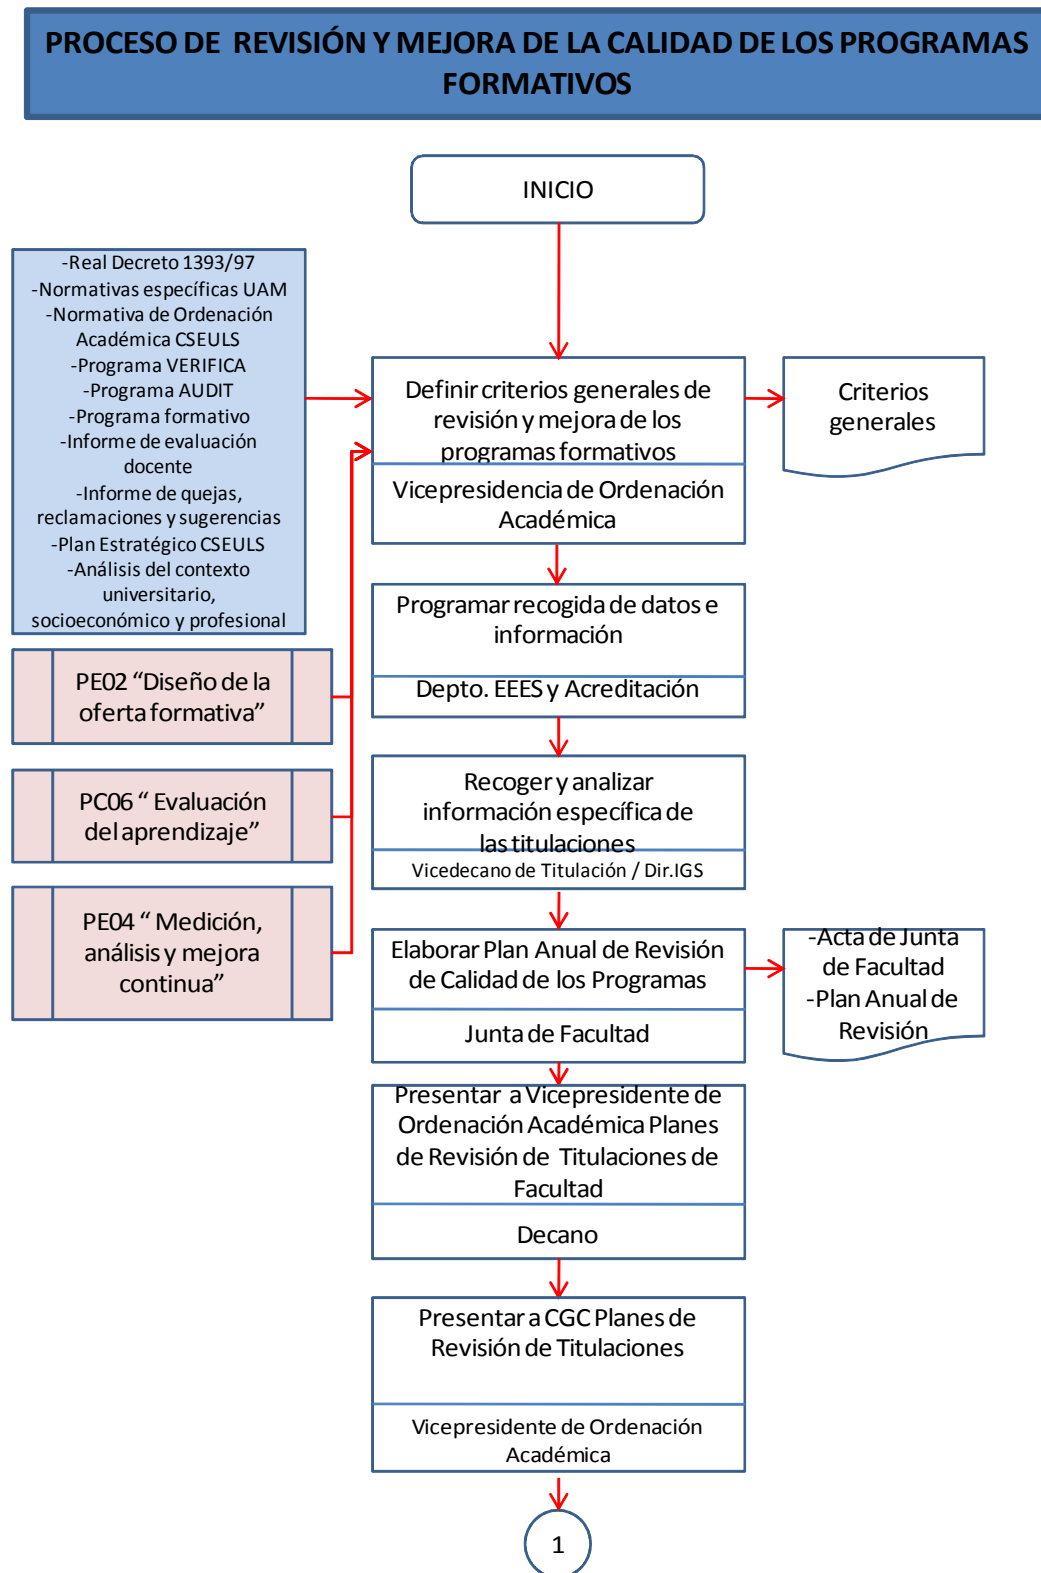 PROCESO DE REVISIÓN Y MEJORA DE LA CALIDAD DE LOS PROGRAMAS
FORMATIVOS
INICIO
-Real Decreto 1393/97
-Normativas específicas UAM
-Normativa de Ordenación
Académica CSEULS
-Programa VERIFICA
-Programa AUDIT
-Programa formativo
-Informe de evaluación
docente
-Informe de quejas,
reclamaciones y sugerencias
-Plan Estratégico CSEULS
-Análisis del contexto
universitario,
socioeconómico y profesional
Definir criterios generales de
revisión y mejora de los
programas formativos
Vicepresidencia de Ordenación
Académica
Criterios
generales
Programar recogida de datos e
información
Depto. EEES y Acreditación
PE02 “Diseño de la
oferta formativa”
PC06 “ Evaluación
del aprendizaje”
PE04 “ Medición,
análisis y mejora
continua”
Recoger y analizar
información específica de
las titulaciones
Vicedecano de Titulación / Dir.IGS
Elaborar Plan Anual de Revisión
de Calidad de los Programas
Junta de Facultad
-Acta de Junta
de Facultad
-Plan Anual de
Revisión
Presentar a Vicepresidente de
Ordenación Académica Planes
de Revisión de Titulaciones de
Facultad
Decano
Presentar a CGC Planes de
Revisión de Titulaciones
Vicepresidente de Ordenación
Académica
1